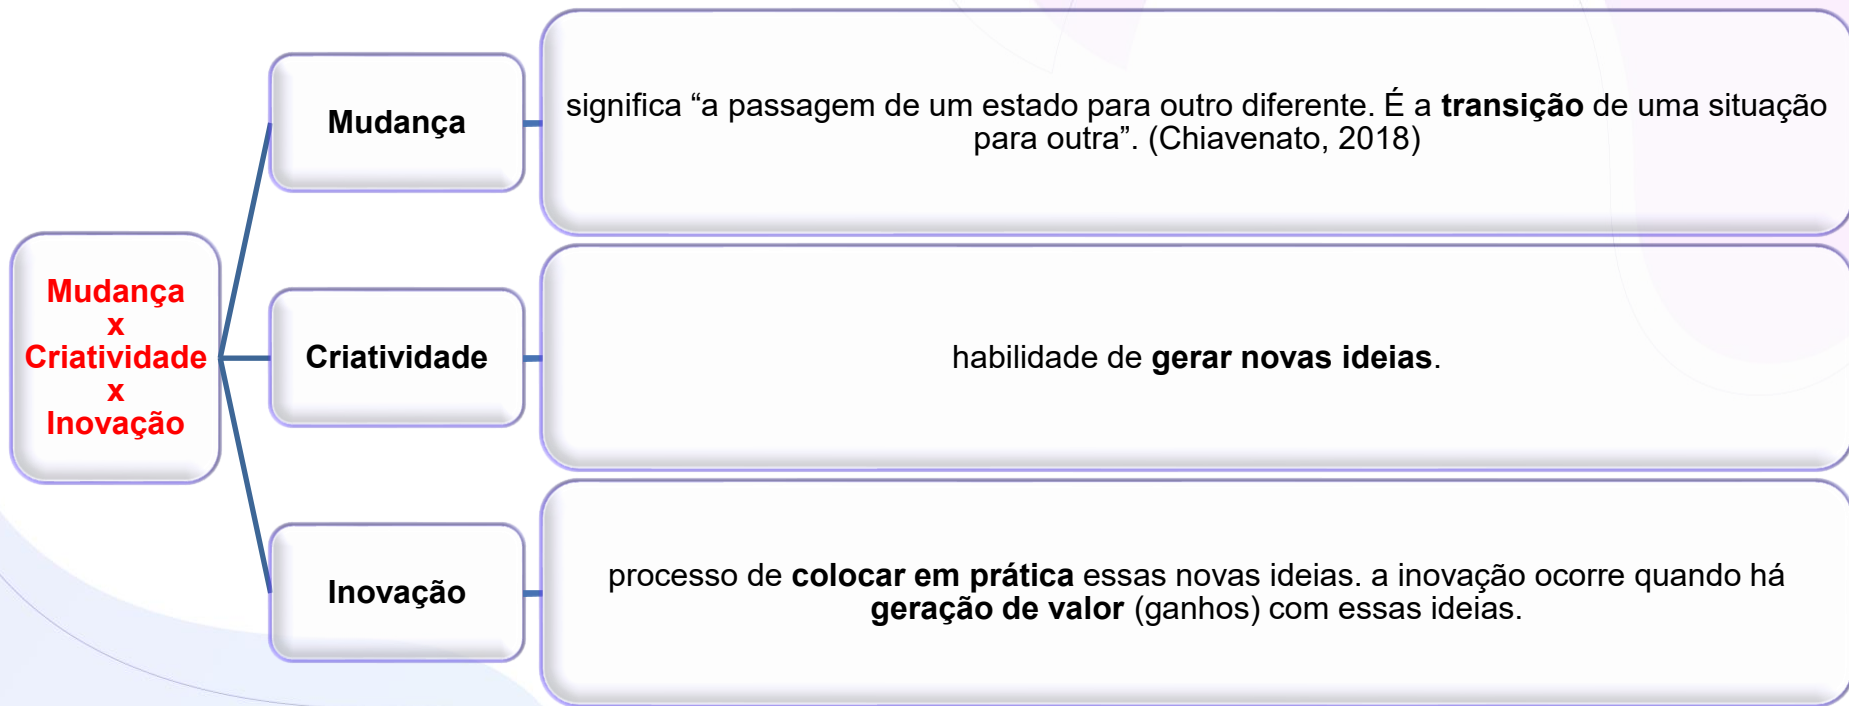 Mudança
x
Criatividade
x
Inovação
Mudança
significa “a passagem de um estado para outro diferente. É a transição de uma situação
para outra”. (Chiavenato, 2018)
Criatividade
habilidade de gerar novas ideias.
Inovação
processo de colocar em prática essas novas ideias. a inovação ocorre quando há
geração de valor (ganhos) com essas ideias.